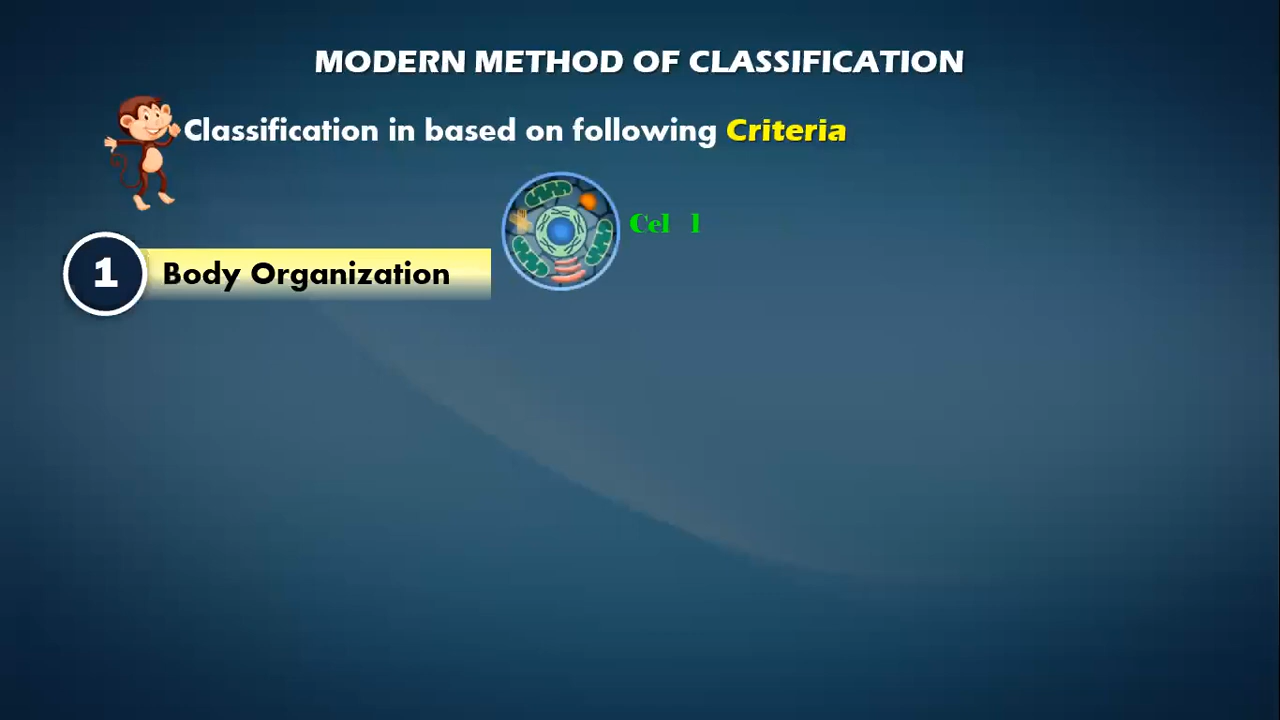 MODERN METHOD OF CLASSIFICATION
Classification in based on following Criteria
Cel l
1 Body Organization